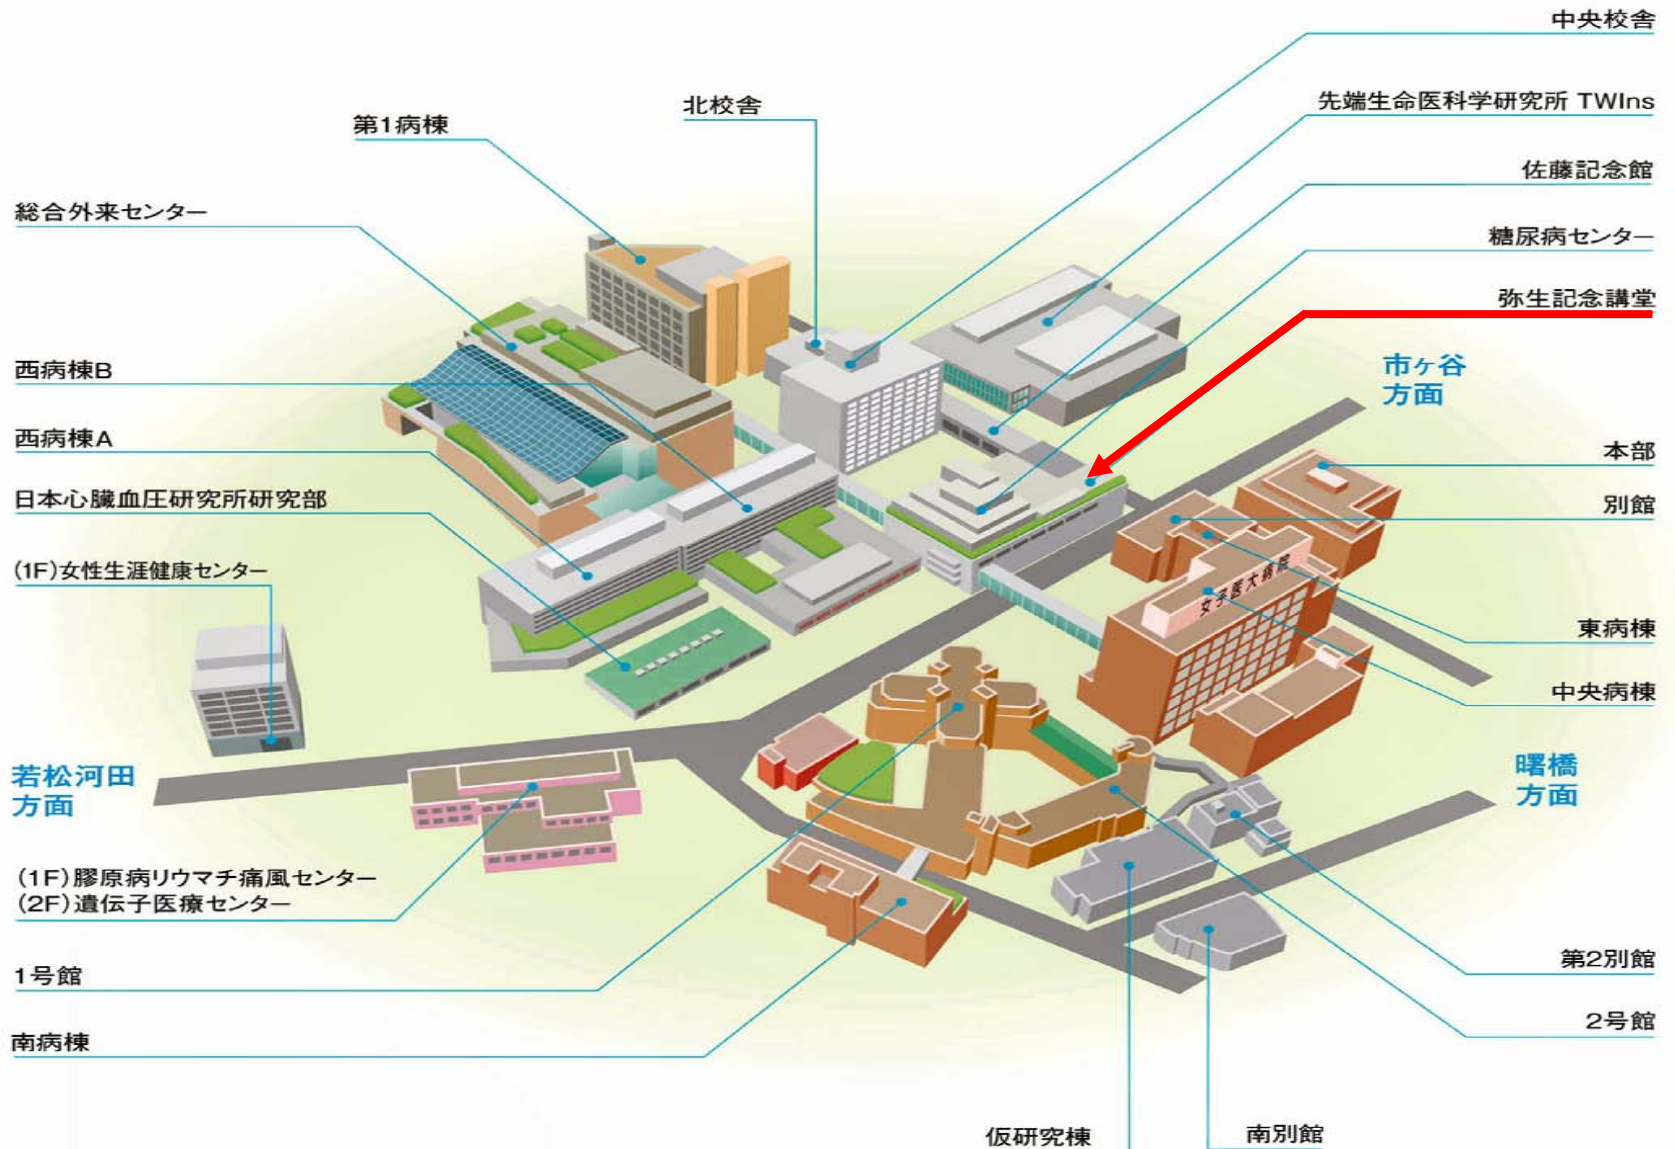 中央校舎
先端生命医科学研究所 TWIns
佐藤記念館
糖尿病センター
弥生記念講堂
北校舎
第1病棟
総合外来センター
西病棟B
西病棟A
日本心臓血圧研究所研究部
(1F)女性生涯健康センター
市ヶ谷
方面
本部
別館
女子医大病院
東病棟
中央病棟
若松河田
方面
曙橋
方面
(1F)膠原病リウマチ痛風センター
(2F)遺伝子医療センター
1号館
南病棟
第2別館
2号館
仮研究棟
南別館